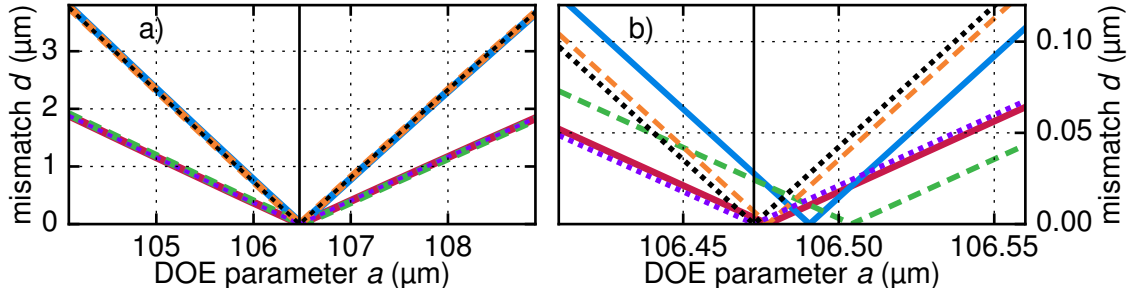 a)
mismatch d (µm)
3
2
1
0
105 106 107 108
DOE parameter a (µm)
b)
0.10
0.05
0.00
mismatch d (µm)
106.45 106.50 106.55
DOE parameter a (µm)